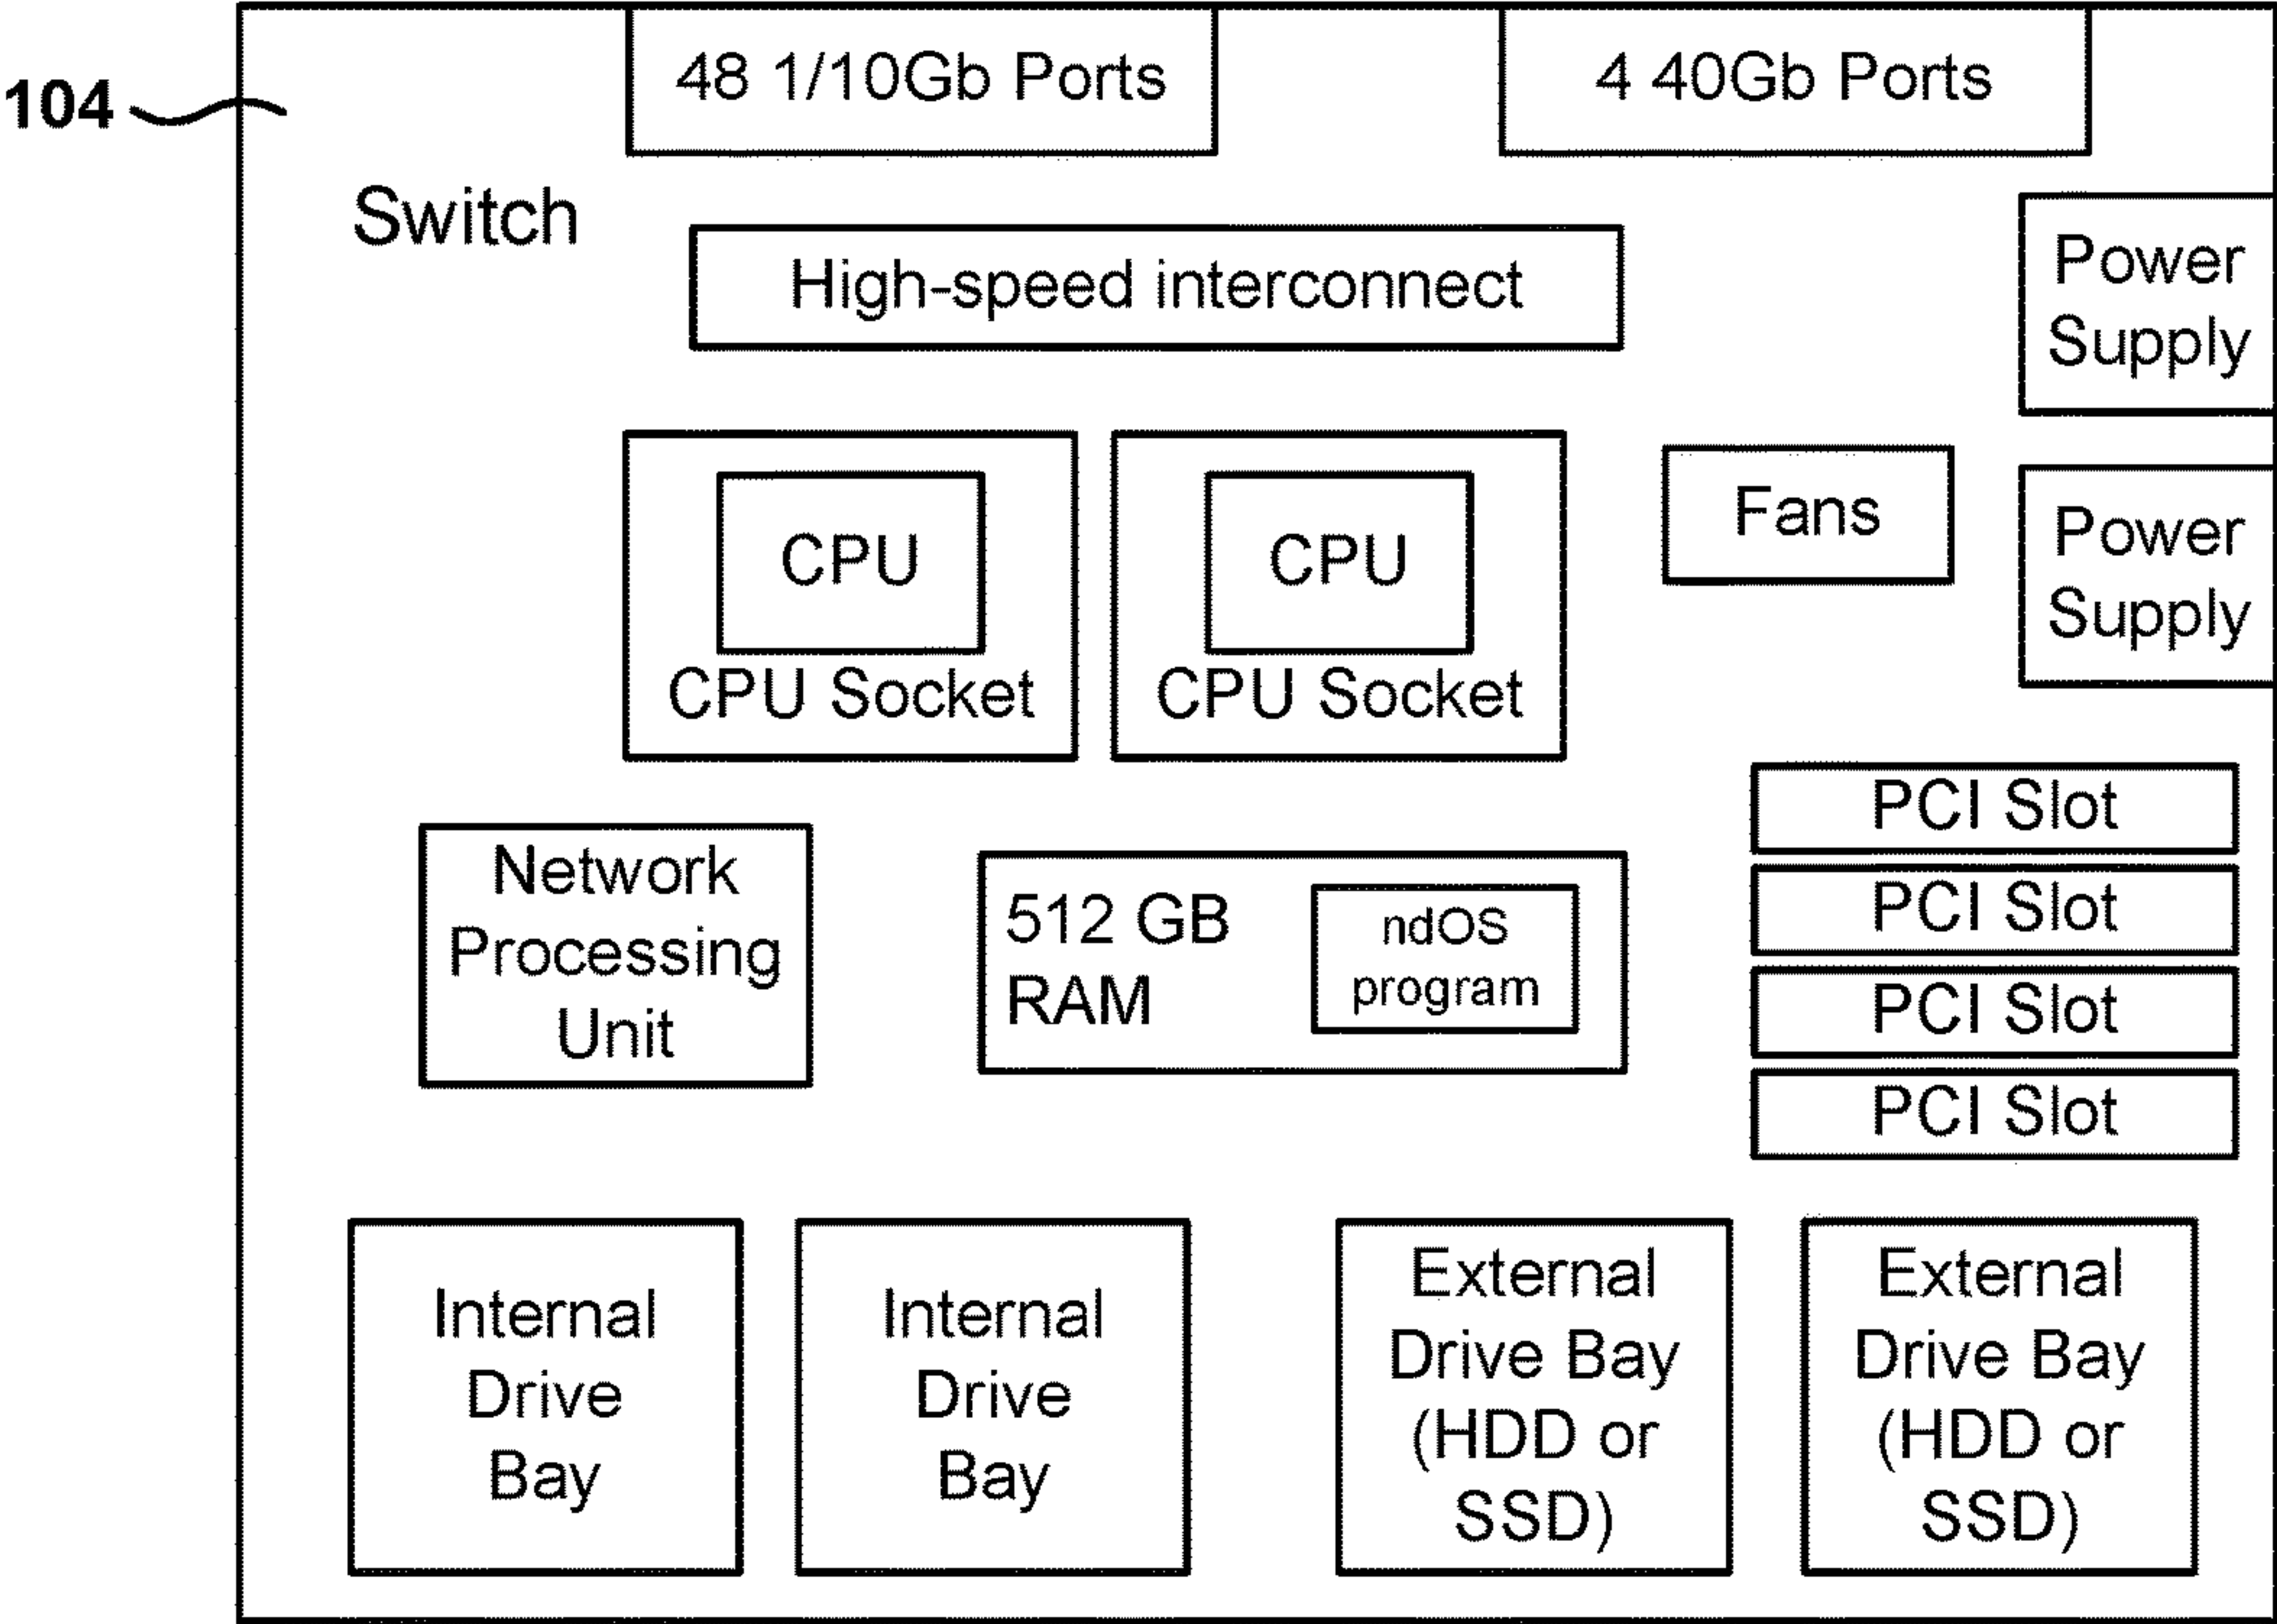 48 1/10Gb Ports
4 40Gb Ports
104
Switch
High-speed interconnect
Power
Supply
CPU
CPU Socket
CPU
CPU Socket
Fans
Power
Supply
Network
Processing
Unit
512 GB
RAM
ndOS
program
PCI Slot
PCI Slot
PCI Slot
PCI Slot
Internal
Drive
Bay
Internal
Drive
Bay
External
Drive Bay
(HDD or
SSD)
External
Drive Bay
(HDD or
SSD)